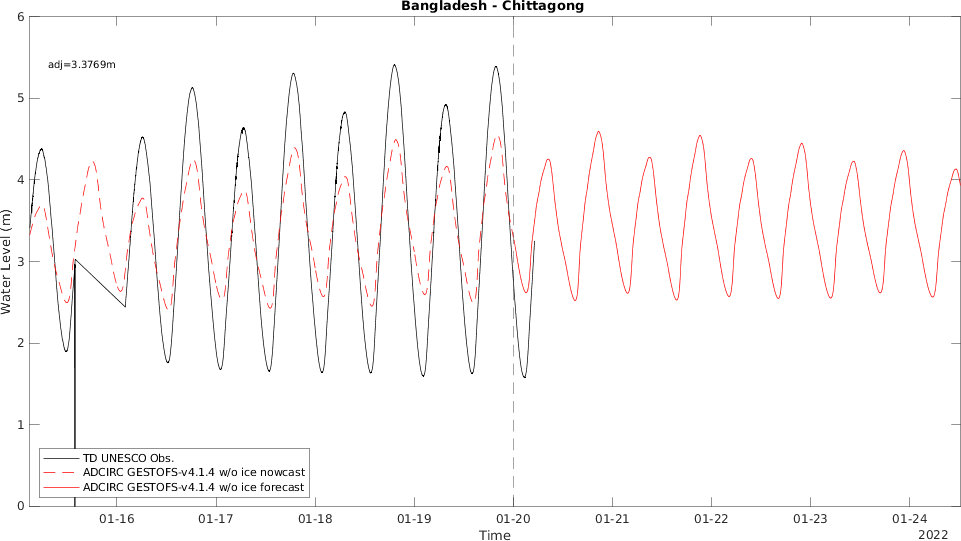 Bangladesh - Chittagong
adj=3.3769m
Water Level (m)
6
5
4
3
2
1
0
TD UNESCO Obs.
ADCIRC GESTOFS-v4.1.4 w/o ice nowcast
ADCIRC GESTOFS-v4.1.4 w/o ice forecast
01-16 01-17 01-18 01-19 01-20 01-21 01-22 01-23 01-24
Time
2022